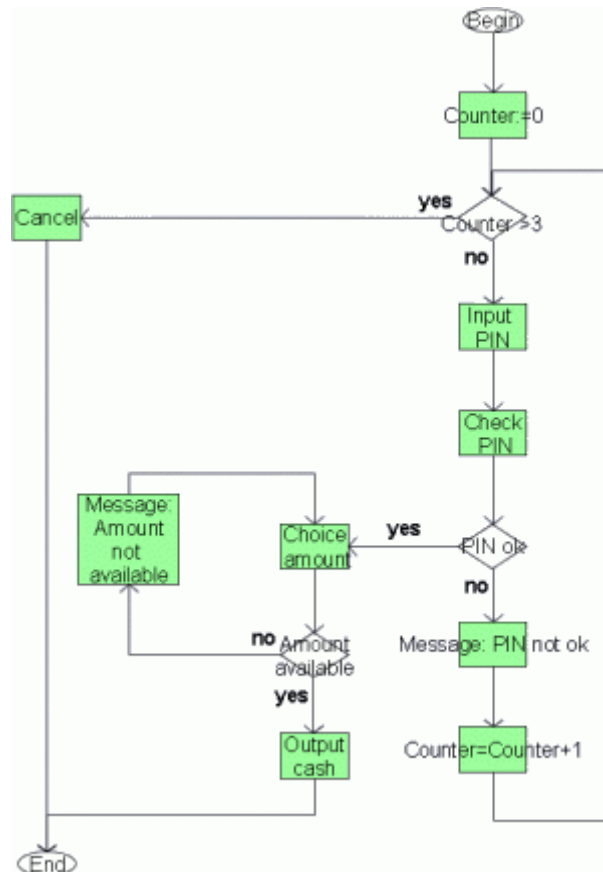 Begin
Counter:=0
yes
Cancel
Counter >3
no
Input
PIN
Check
PIN
Message:
Amount
not
available
Choice
amount
yes
PIN ok
no
no
Amount
available
Message: PIN not ok
yes
Output
cash
Counter=Counter+1
End